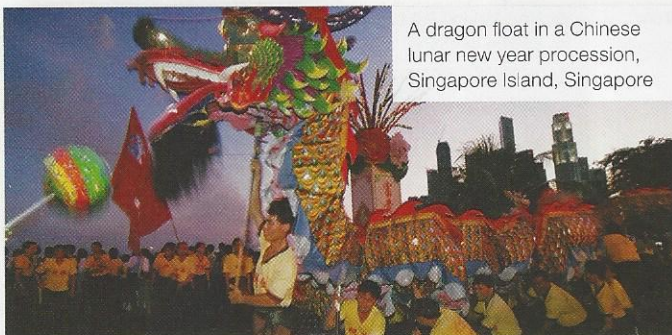 A dragon float in a Chinese
lunar new year procession,
Singapore Island, Singapore